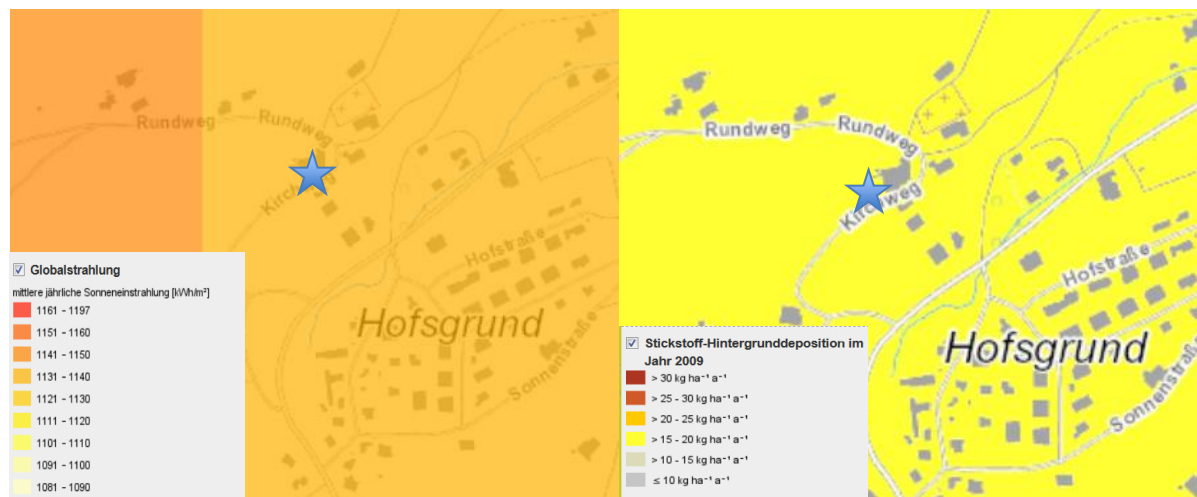 Rundweg
Rundweg
Kirchweg
Hofstraße
Hofsgrund
Sonnenstraße
Globalstrahlung
mittlere jährliche Sonneneinstrahlung [kWh/m²]
1161 - 1197
1151 - 1160
1141 - 1150
1131 - 1140
1121 - 1130
1111 - 1120
1101 - 1110
1091 - 1100
1081 - 1090
Rundweg
Rundweg
Kirchweg
Hofstraße
Hofsgrund
Sonnenstraße
Stickstoff-Hintergrunddeposition im
Jahr 2009
> 30 kg ha⁻¹ a⁻¹
> 25 - 30 kg ha⁻¹ a⁻¹
> 20 - 25 kg ha⁻¹ a⁻¹
> 15 - 20 kg ha⁻¹ a⁻¹
> 10 - 15 kg ha⁻¹ a⁻¹
≤ 10 kg ha⁻¹ a⁻¹